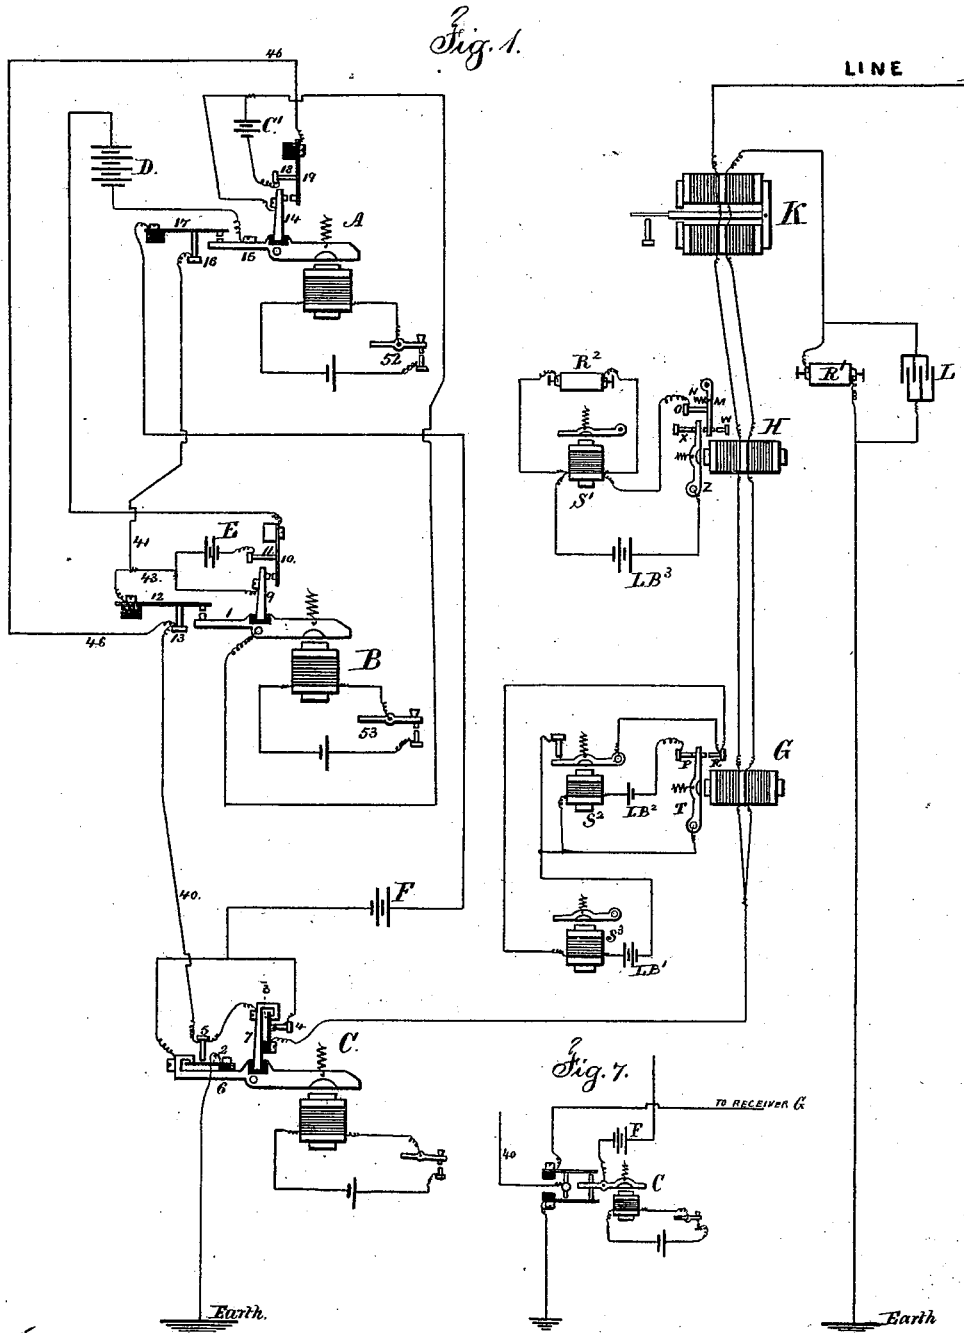 Fig. 1.
LINE
46
C'
D.
18
19
14
A
17
15
16
52
K
R'
L
R²
N
M
O
X
W
H
S'
Z
LB³
41
E
11
10.
43.
12
9
1
13
46
B
53
G
P
R
S²
LB²
T
F
40.
S³
LB'
8'
5
7
4
2
6
C.
Fig. 7.
TO RECEIVER G
F
40
C
Earth.
Earth